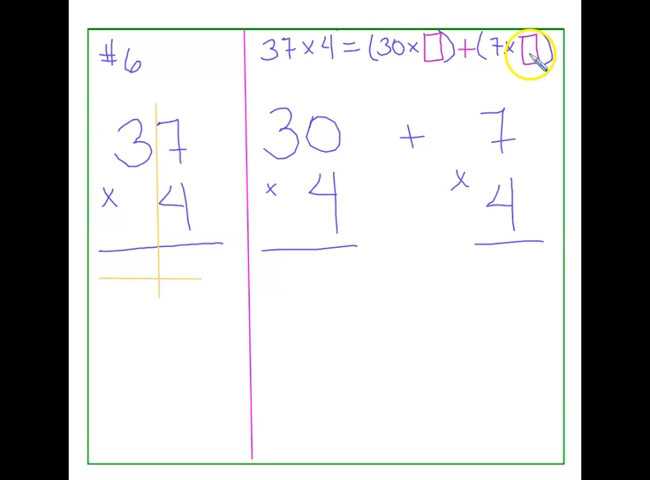 #6
37 × 4 = (30 × □) + (7 × □)
37
× 4
30 + 7
× 4 × 4